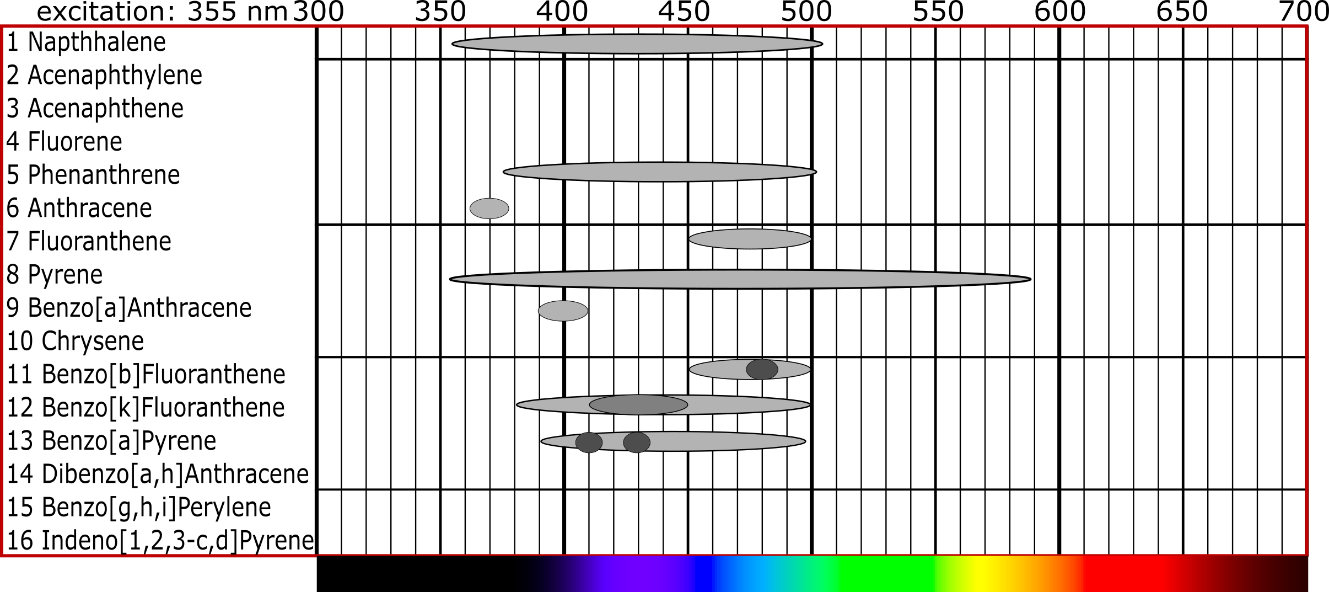 excitation: 355 nm 300 350 400 450 500 550 600 650 700
1 Napthhalene
2 Acenaphthylene
3 Acenaphthene
4 Fluorene
5 Phenanthrene
6 Anthracene
7 Fluoranthene
8 Pyrene
9 Benzo[a]Anthracene
10 Chrysene
11 Benzo[b]Fluoranthene
12 Benzo[k]Fluoranthene
13 Benzo[a]Pyrene
14 Dibenzo[a,h]Anthracene
15 Benzo[g,h,i]Perylene
16 Indeno[1,2,3-c,d]Pyrene